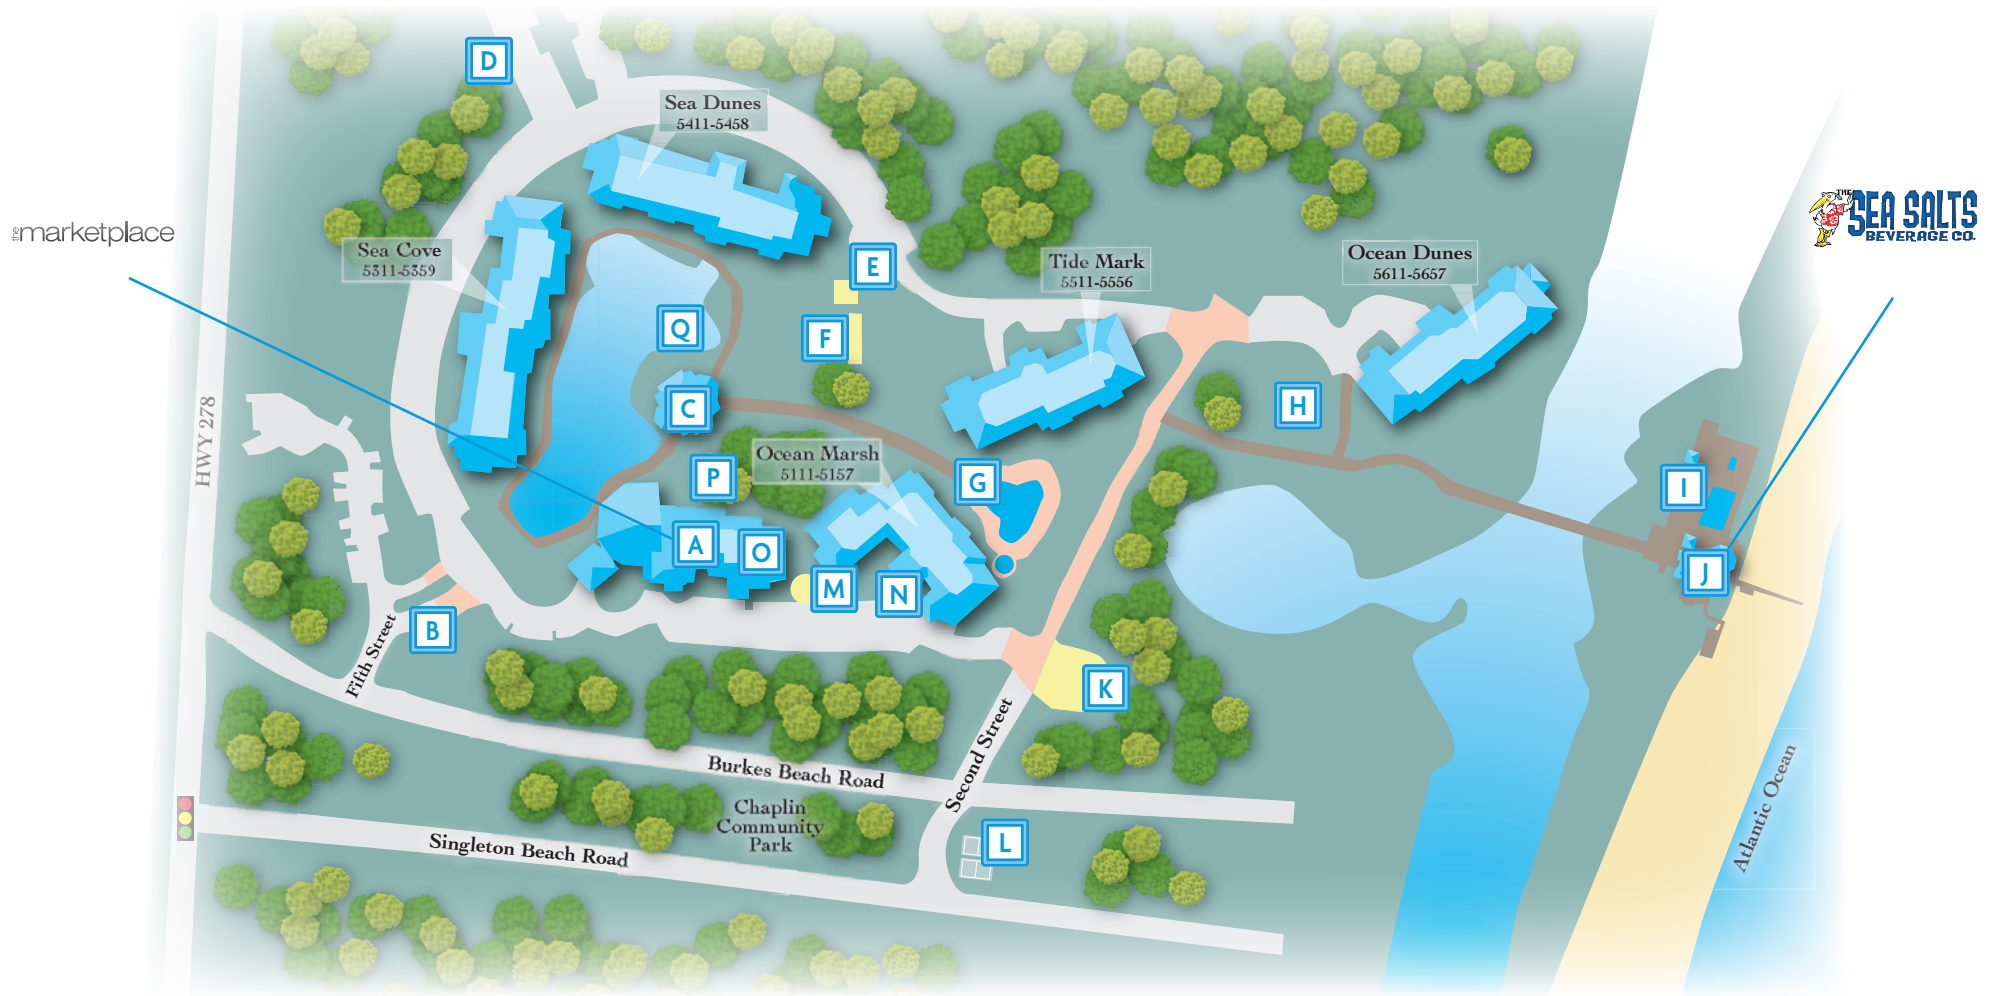 D
Sea Dunes
5411-5458
THE
SEA SALTS
BEVERAGE CO.
the marketplace
Sea Cove
5311-5359
E
Tide Mark
5511-5556
Ocean Dunes
5611-5657
Q
F
C
H
HWY 278
Ocean Marsh
5111-5157
P
G
I
A
O
M
N
J
B
Fifth Street
K
Second Street
Burkes Beach Road
Chaplin
Community
Park
Singleton Beach Road
L
Atlantic Ocean